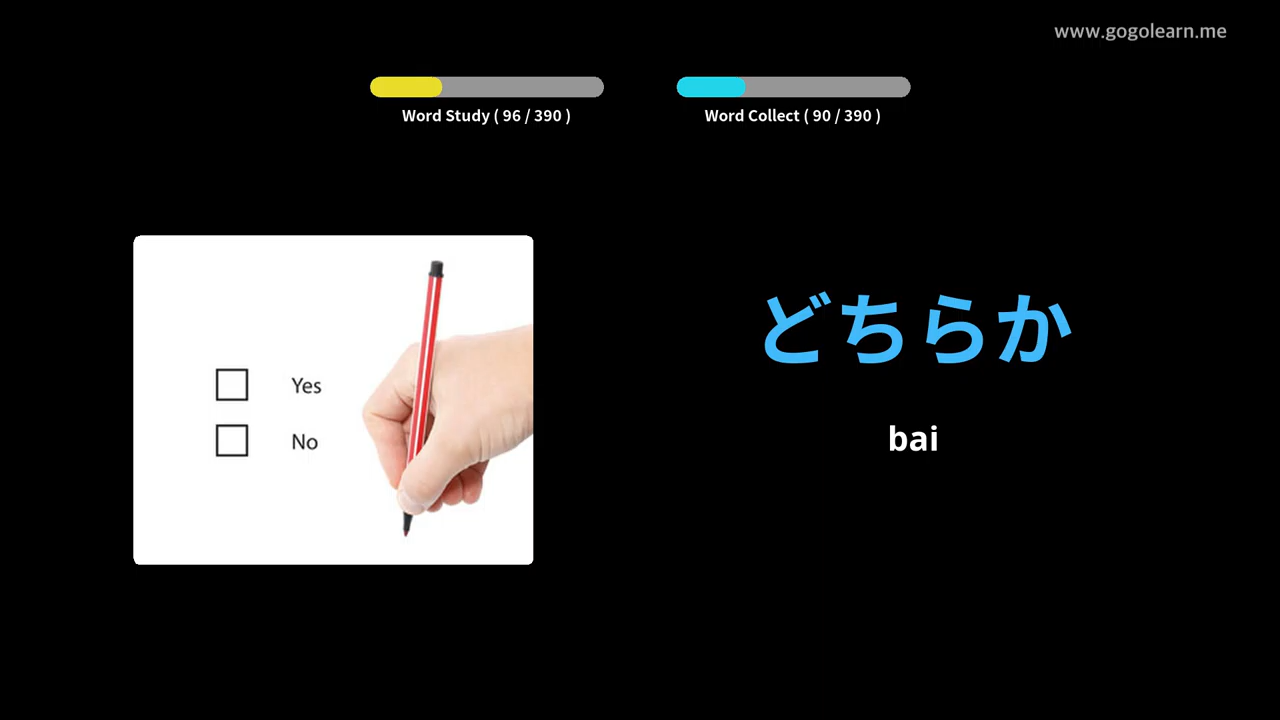 www.gogolearn.me
Word Study ( 96 / 390 )
Word Collect ( 90 / 390 )
Yes
No
どちらか
bai